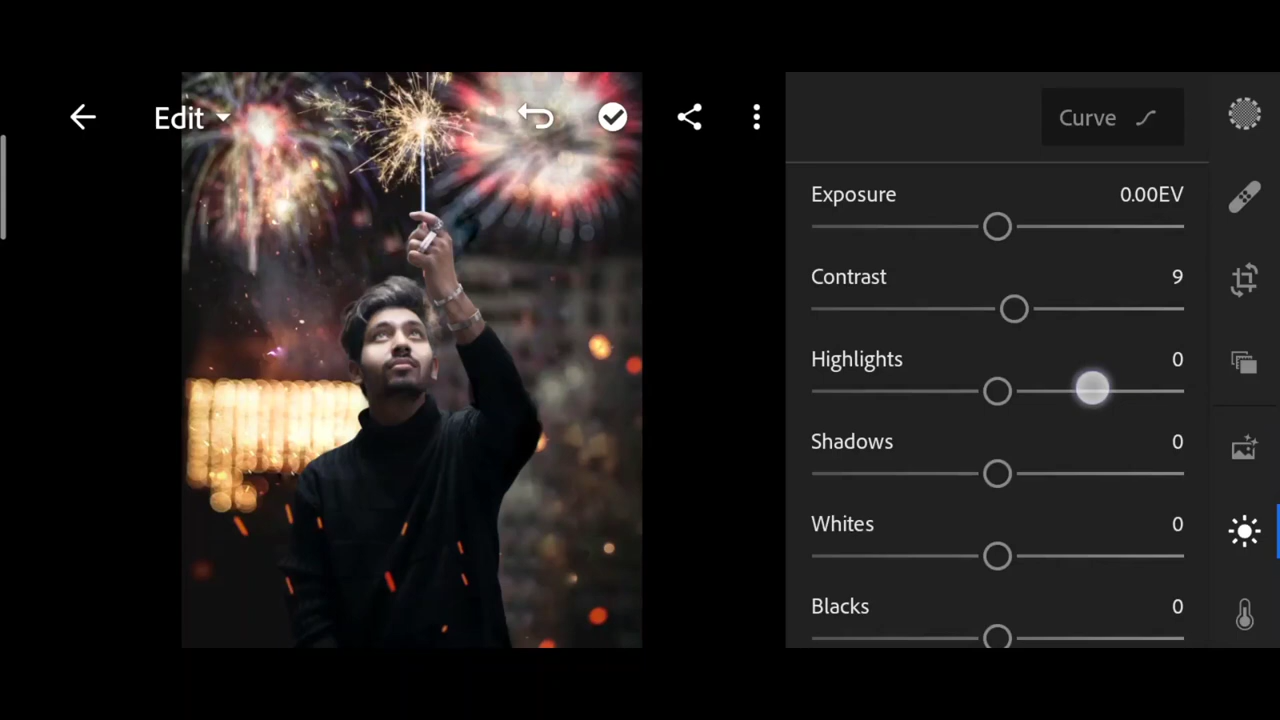 Edit
Curve
Exposure 0.00EV
Contrast 9
Highlights 0
Shadows 0
Whites 0
Blacks 0